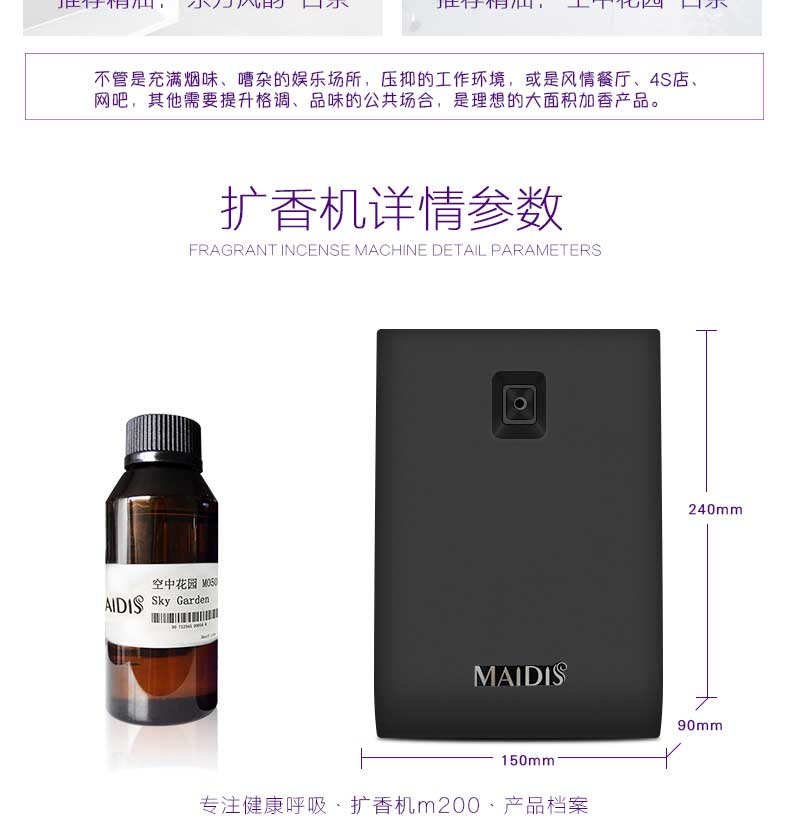 推荐精油：东方风韵 白茶
推荐精油：空中花园 白茶
不管是充满烟味、嘈杂的娱乐场所，压抑的工作环境，或是风情餐厅、4S店、
网吧，其他需要提升格调、品味的公共场合，是理想的大面积加香产品。
扩香机详情参数
FRAGRANT INCENSE MACHINE DETAIL PARAMETERS
240mm
空中花园 M050
AIDIS
Sky Garden
MAIDIS
90mm
150mm
专注健康呼吸、扩香机m200、产品档案